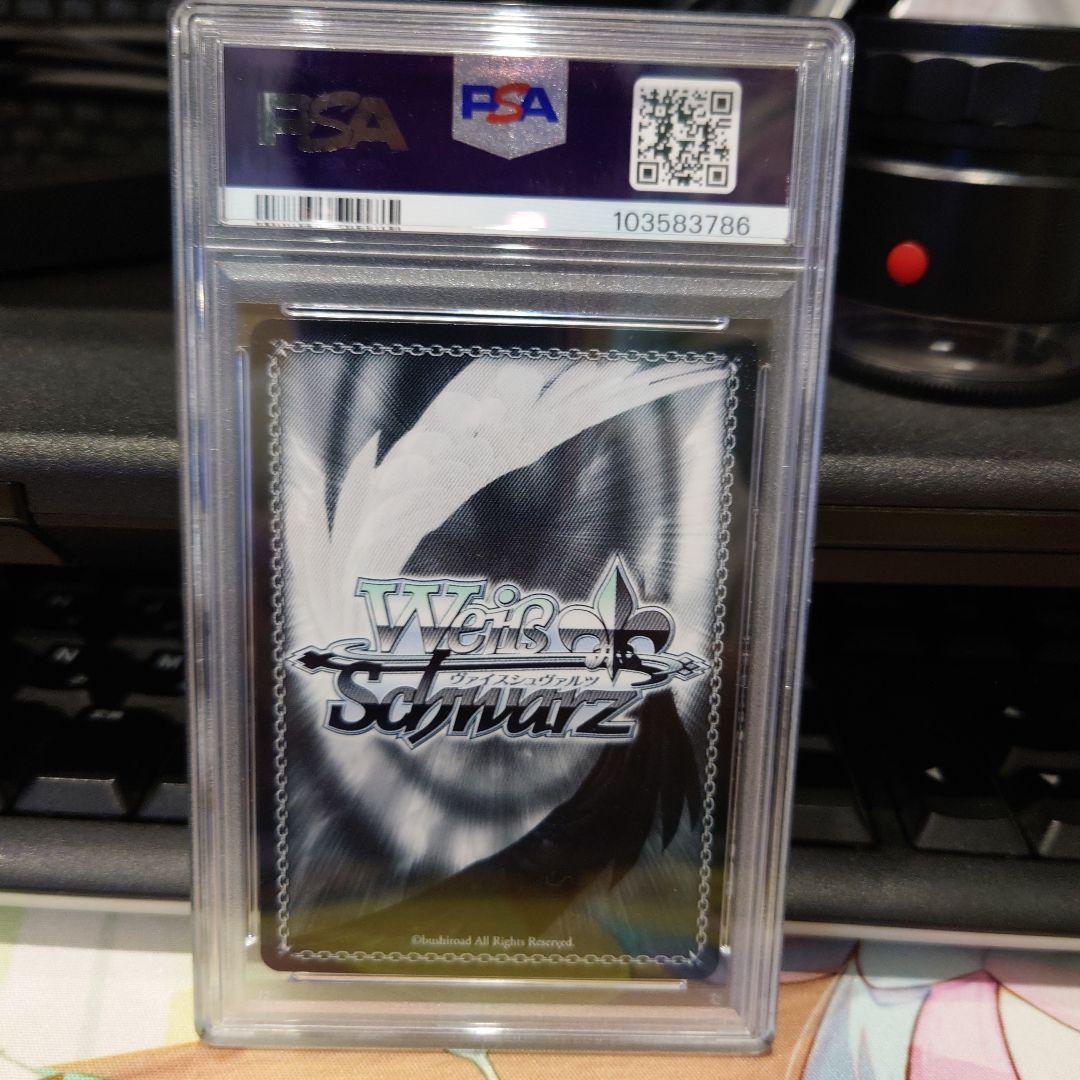 PSA
PSA
103583786
Weiß
ヴァイスシュヴァルツ
Schwarz
©bushiroad All Rights Reserved.
N
M